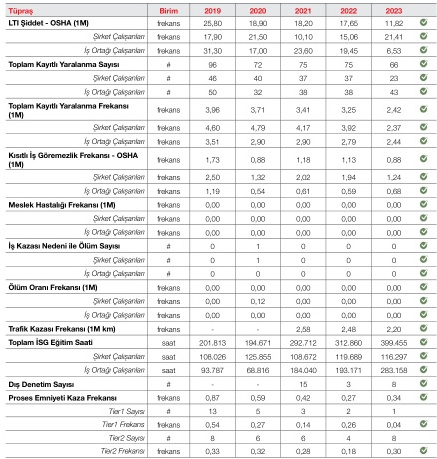 Tüpraş Birim 2019 2020 2021 2022 2023
LTI Şiddet - OSHA (1M) frekans 25,80 18,90 18,20 17,65 11,82
Şirket Çalışanları frekans 17,90 21,50 10,10 15,06 21,41
İş Ortağı Çalışanları frekans 31,30 17,00 23,60 19,45 6,53
Toplam Kayıtlı Yaralanma Sayısı # 96 72 75 75 66
Şirket Çalışanları # 46 40 37 37 23
İş Ortağı Çalışanları # 50 32 38 38 43
Toplam Kayıtlı Yaralanma Frekansı
(1M) frekans 3,96 3,71 3,41 3,25 2,42
Şirket Çalışanları frekans 4,60 4,79 4,17 3,92 2,37
İş Ortağı Çalışanları frekans 3,51 2,90 2,90 2,79 2,44
Kısıtlı İş Göremezlik Frekansı - OSHA
(1M) frekans 1,73 0,88 1,18 1,13 0,88
Şirket Çalışanları frekans 2,50 1,32 2,02 1,94 1,24
İş Ortağı Çalışanları frekans 1,19 0,54 0,61 0,59 0,68
Meslek Hastalığı Frekansı (1M) frekans 0,00 0,00 0,00 0,00 0,00
Şirket Çalışanları frekans 0,00 0,00 0,00 0,00 0,00
İş Ortağı Çalışanları frekans 0,00 0,00 0,00 0,00 0,00
İş Kazası Nedeni ile Ölüm Sayısı # 0 1 0 0 0
Şirket Çalışanları # 0 1 0 0 0
İş Ortağı Çalışanları # 0 0 0 0 0
Ölüm Oranı Frekansı (1M) frekans 0,00 0,00 0,00 0,00 0,00
Şirket Çalışanları frekans 0,00 0,12 0,00 0,00 0,00
İş Ortağı Çalışanları frekans 0,00 0,00 0,00 0,00 0,00
Trafik Kazası Frekansı (1M km) frekans - - 2,58 2,48 2,20
Toplam İSG Eğitim Saati saat 201.813 194.671 292.712 312.860 399.455
Şirket Çalışanları saat 108.026 125.855 108.672 119.689 116.297
İş Ortağı Çalışanları saat 93.787 68.816 184.040 193.171 283.158
Dış Denetim Sayısı # - - 15 3 8
Proses Emniyeti Kaza Frekansı frekans 0,87 0,59 0,42 0,27 0,34
Tier1 Sayısı # 13 5 3 2 1
Tier1 Frekans frekans 0,54 0,27 0,14 0,26 0,04
Tier2 Sayısı # 8 6 6 4 8
Tier2 Frekans frekans 0,33 0,32 0,28 0,18 0,30